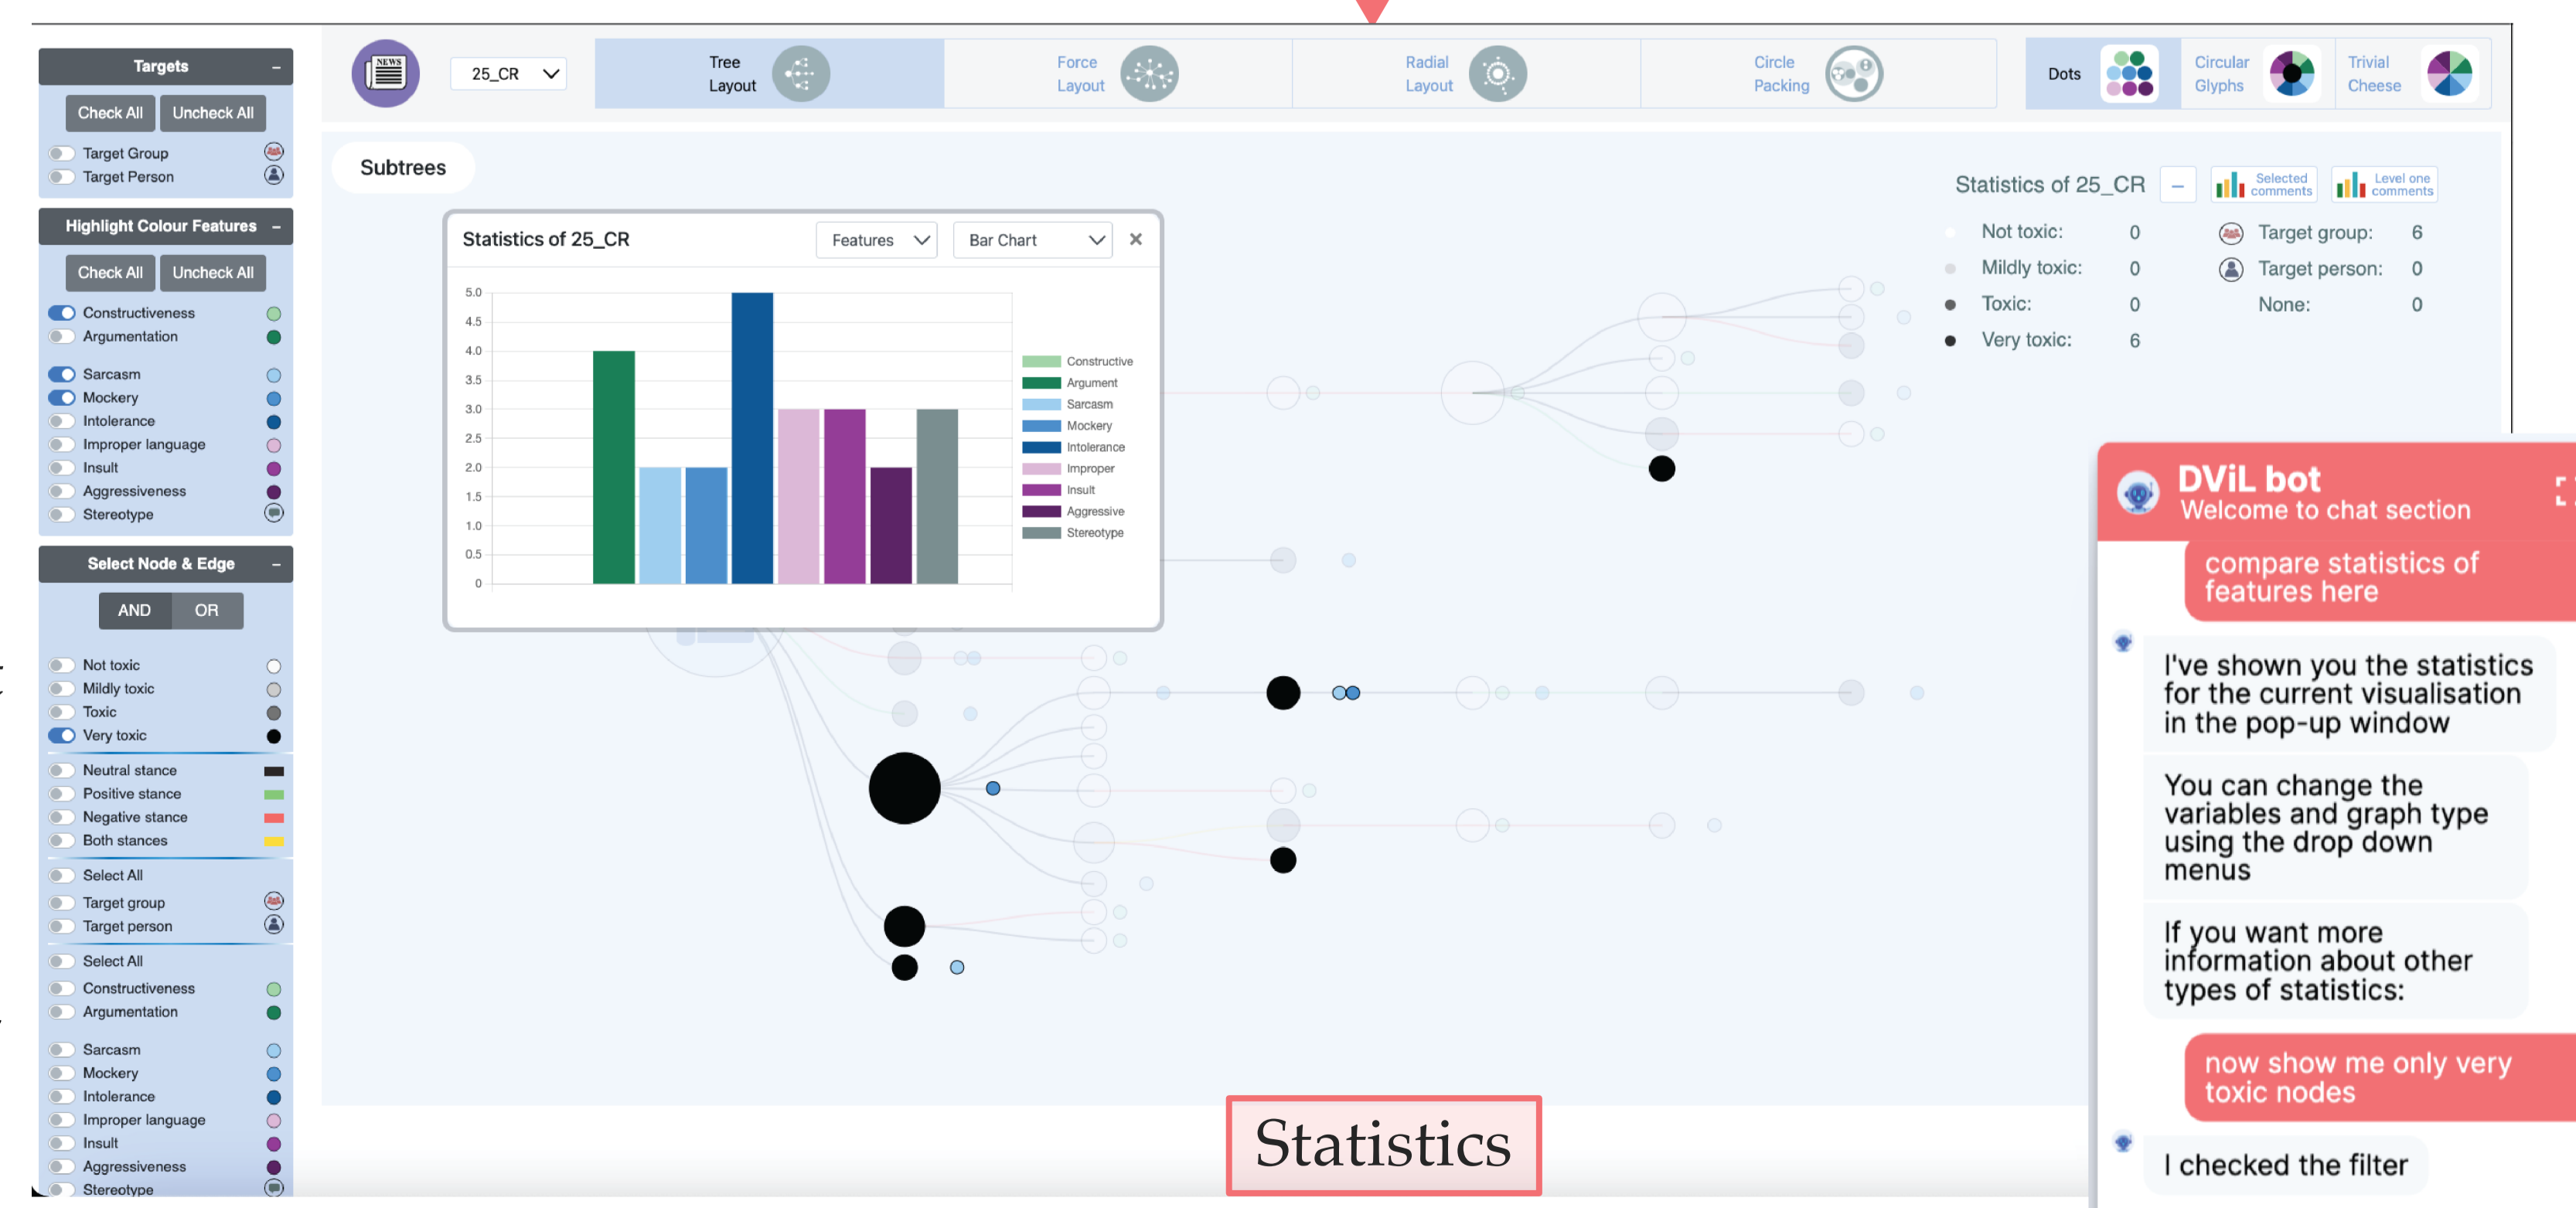 Targets –
Check All Uncheck All
Target Group
Target Person
Highlight Colour Features –
Check All Uncheck All
Constructiveness
Argumentation
Sarcasm
Mockery
Intolerance
Improper language
Insult
Aggressiveness
Stereotype
Select Node & Edge –
AND OR
Not toxic
Mildly toxic
Toxic
Very toxic
Neutral stance
Positive stance
Negative stance
Both stances
Select All
Target group
Target person
Select All
Constructiveness
Argumentation
Sarcasm
Mockery
Intolerance
Improper language
Insult
Aggressiveness
Stereotype
NEWS
25_CR
Tree
Layout
Force
Layout
Radial
Layout
Circle
Packing
Dots
Circular
Glyphs
Trivial
Cheese
Subtrees
Statistics of 25_CR
Features
Bar Chart
×
5.0
4.5
4.0
3.5
3.0
2.5
2.0
1.5
1.0
0.5
0
Constructive
Argument
Sarcasm
Mockery
Intolerance
Improper
Insult
Aggressive
Stereotype
Statistics of 25_CR –
Selected
comments
Level one
comments
Not toxic: 0
Mildly toxic: 0
Toxic: 0
Very toxic: 6
Target group: 6
Target person: 0
None: 0
DViL bot
Welcome to chat section
compare statistics of
features here
I've shown you the statistics
for the current visualisation
in the pop-up window
You can change the
variables and graph type
using the drop down
menus
If you want more
information about other
types of statistics:
now show me only very
toxic nodes
I checked the filter
Statistics